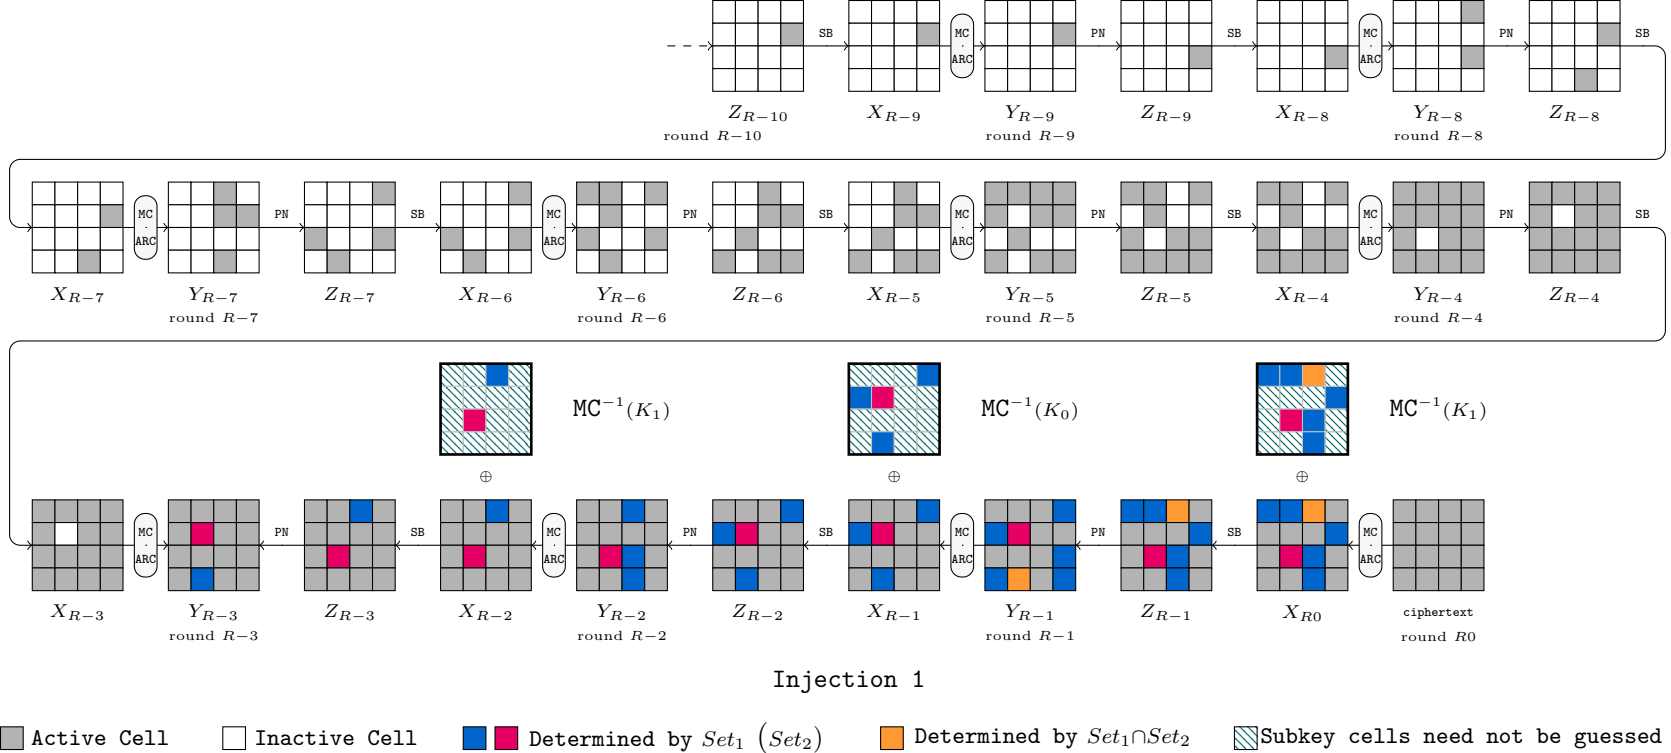 SB MC · ARC PN SB MC · ARC PN SB
Z_{R−10} X_{R−9} Y_{R−9} Z_{R−9} X_{R−8} Y_{R−8} Z_{R−8}
round R−10 round R−9 round R−8
MC · ARC PN SB MC · ARC PN SB MC · ARC PN SB MC · ARC PN SB
X_{R−7} Y_{R−7} Z_{R−7} X_{R−6} Y_{R−6} Z_{R−6} X_{R−5} Y_{R−5} Z_{R−5} X_{R−4} Y_{R−4} Z_{R−4}
round R−7 round R−6 round R−5 round R−4
MC^{−1}(K_1) MC^{−1}(K_0) MC^{−1}(K_1)
⊕ ⊕ ⊕
MC · ARC PN SB MC · ARC PN SB MC · ARC PN SB MC · ARC
X_{R−3} Y_{R−3} Z_{R−3} X_{R−2} Y_{R−2} Z_{R−2} X_{R−1} Y_{R−1} Z_{R−1} X_{R0} ciphertext
round R−3 round R−2 round R−1 round R0
Injection 1
Active Cell Inactive Cell Determined by Set_1 (Set_2) Determined by Set_1∩Set_2 Subkey cells need not be guessed